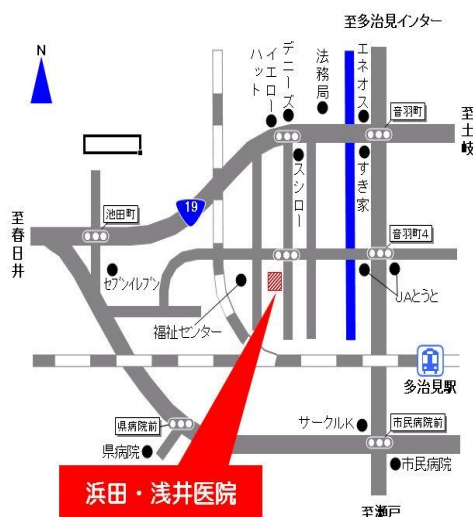 至多治見インター
N
デニーズ
イエローハット
法務局
エネオス
音羽町
至土岐
スシロー
すき家
19
池田町
至春日井
セブンイレブン
音羽町4
JAとうと
福祉センター
多治見駅
県病院前
サークルK
市民病院前
県病院
市民病院
浜田・浅井医院
至瀬戸